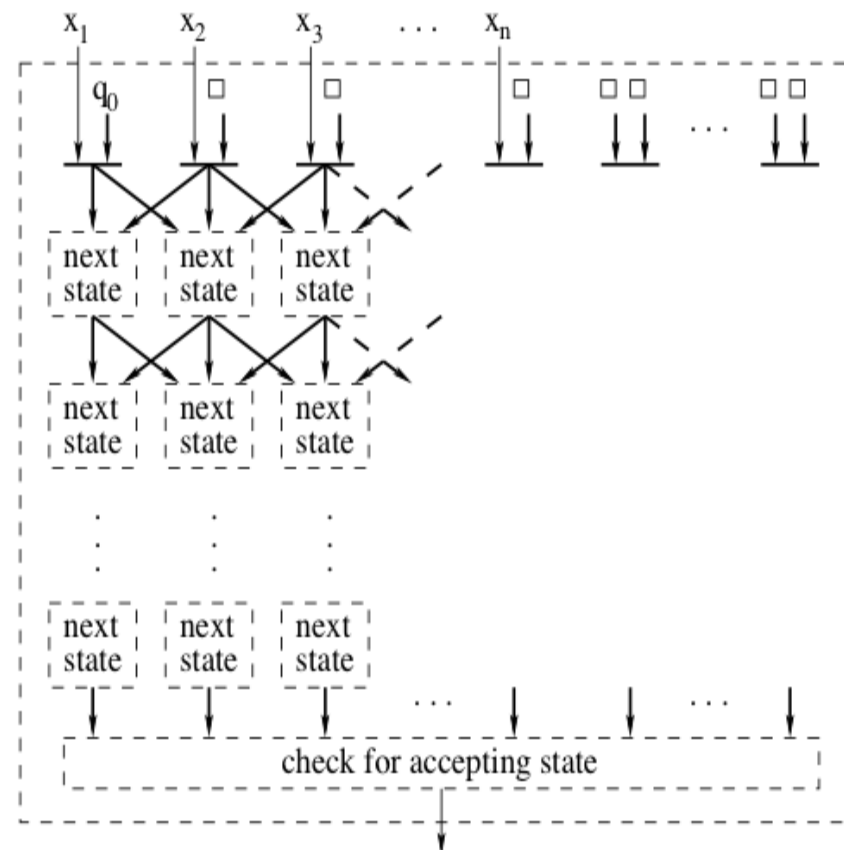 x1 x2 x3 ... xn
q0 □ □ □ □ □ □ □
...
next state next state next state
next state next state next state
. . .
. . .
. . .
next state next state next state
... ...
check for accepting state